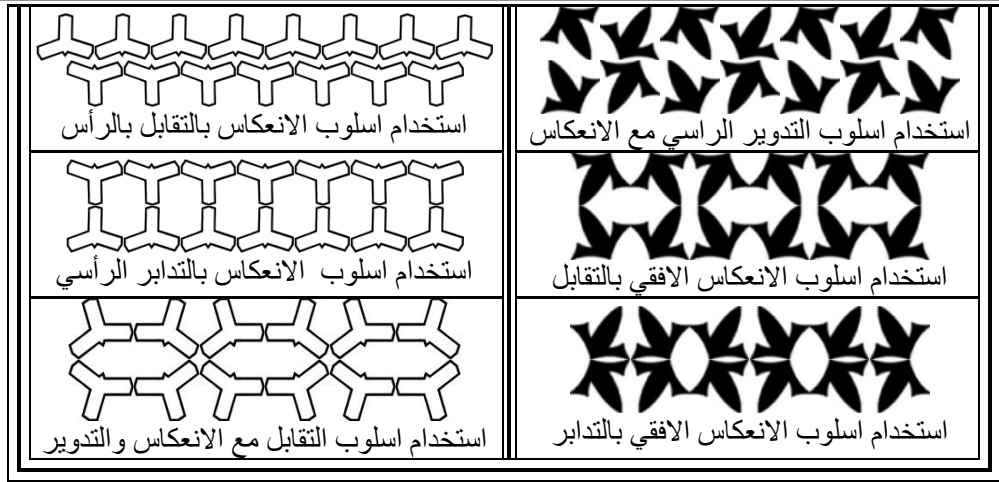 استخدام اسلوب التدوير الراسي مع الانعكاس
استخدام اسلوب الانعكاس بالتقابل بالرأس
استخدام اسلوب الانعكاس الافقي بالتقابل
استخدام اسلوب الانعكاس بالتدابر الرأسي
استخدام اسلوب الانعكاس الافقي بالتدابر
استخدام اسلوب التقابل مع الانعكاس والتدوير